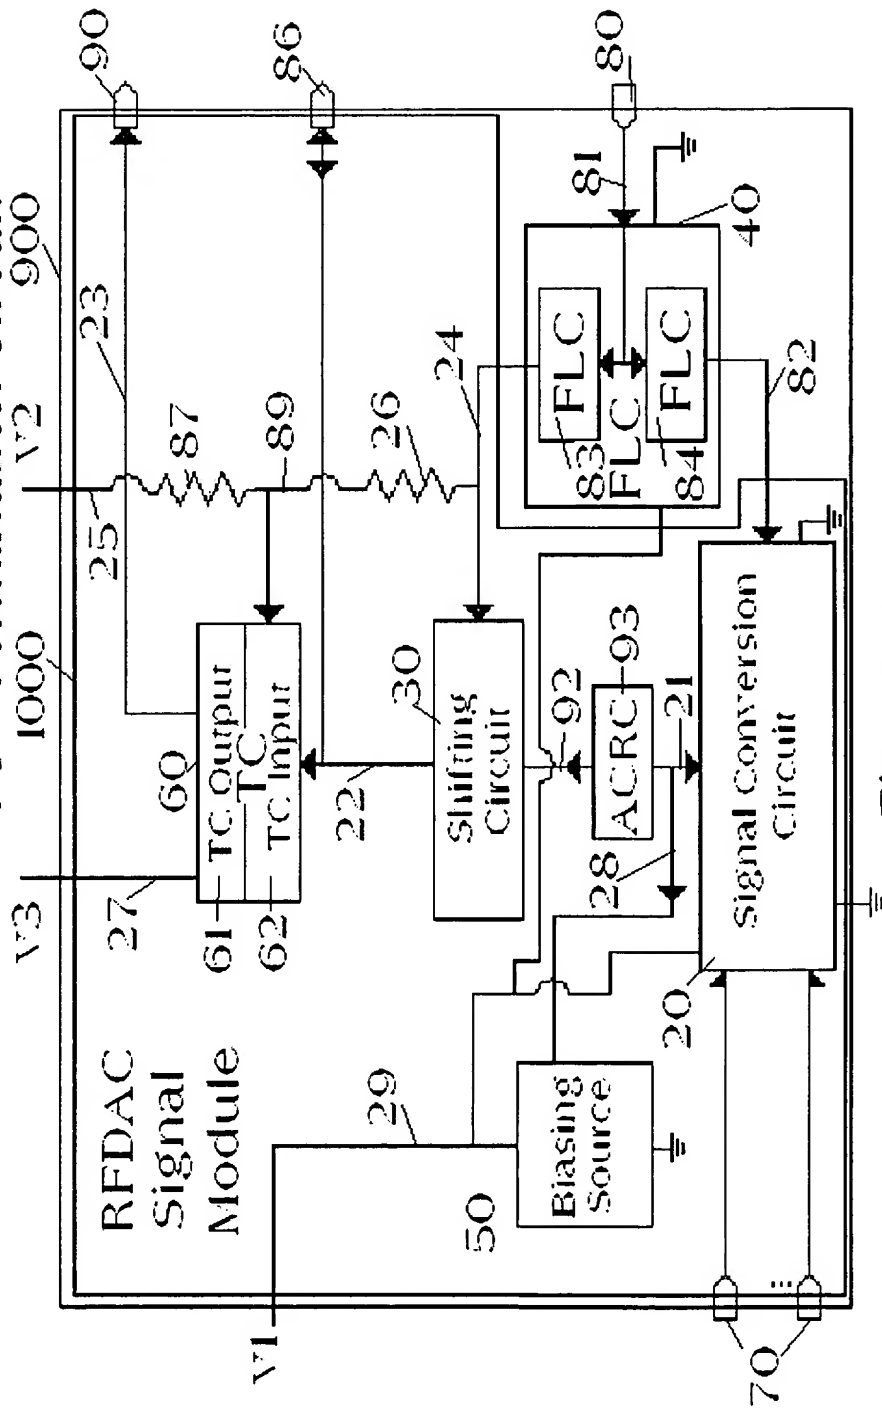 RFDAC
Signal
Module
V1
V3
V2
1000
900
27
25
23
90
87
89
86
26
24
60
61
62
TC Output
TC
TC Input
22
30
Shifting
Circuit
29
50
Biasing
Source
28
92
93
ACRC
21
20
Signal Conversion
Circuit
83
FLC
FLC
84
FLC
81
80
40
82
70
...